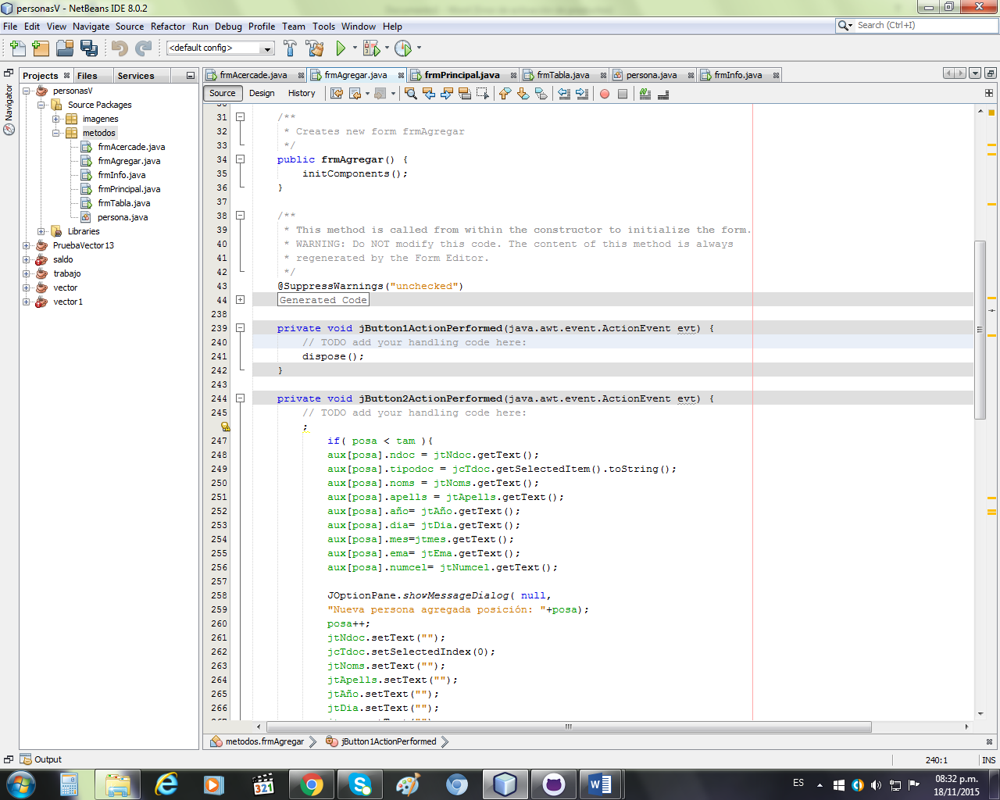 personasV - NetBeans IDE 8.0.2
File Edit View Navigate Source Refactor Run Debug Profile Team Tools Window Help
Search (Ctrl+I)
<default config>
Projects Files Services
frmAcercade.java frmAgregar.java frmPrincipal.java frmTabla.java persona.java frmInfo.java
Navigator
Source Design History
personasV
Source Packages
imagenes
metodos
frmAcercade.java
frmAgregar.java
frmInfo.java
frmPrincipal.java
frmTabla.java
persona.java
Libraries
PruebaVector13
saldo
trabajo
vector
vector1
31 /**
32 * Creates new form frmAgregar
33 */
34 public frmAgregar() {
35 initComponents();
36 }
37
38 /**
39 * This method is called from within the constructor to initialize the form.
40 * WARNING: Do NOT modify this code. The content of this method is always
41 * regenerated by the Form Editor.
42 */
43 @SuppressWarnings("unchecked")
44 Generated Code
238
239 private void jButton1ActionPerformed(java.awt.event.ActionEvent evt) {
240 // TODO add your handling code here:
241 dispose();
242 }
243
244 private void jButton2ActionPerformed(java.awt.event.ActionEvent evt) {
245 // TODO add your handling code here:
;
247 if( posa < tam ){
248 aux[posa].ndoc = jtNdoc.getText();
249 aux[posa].tipodoc = jcTdoc.getSelectedItem().toString();
250 aux[posa].noms = jtNoms.getText();
251 aux[posa].apells = jtApells.getText();
252 aux[posa].año= jtAño.getText();
253 aux[posa].dia= jtDia.getText();
254 aux[posa].mes=jtmes.getText();
255 aux[posa].ema= jtEma.getText();
256 aux[posa].numcel= jtNumcel.getText();
257
258 JOptionPane.showMessageDialog( null,
259 "Nueva persona agregada posición: "+posa);
260 posa++;
261 jtNdoc.setText("");
262 jcTdoc.setSelectedIndex(0);
263 jtNoms.setText("");
264 jtApells.setText("");
265 jtAño.setText("");
266 jtDia.setText("");
metodos.frmAgregar jButton1ActionPerformed
Output
240:1 INS
321
ES
08:32 p.m.
18/11/2015